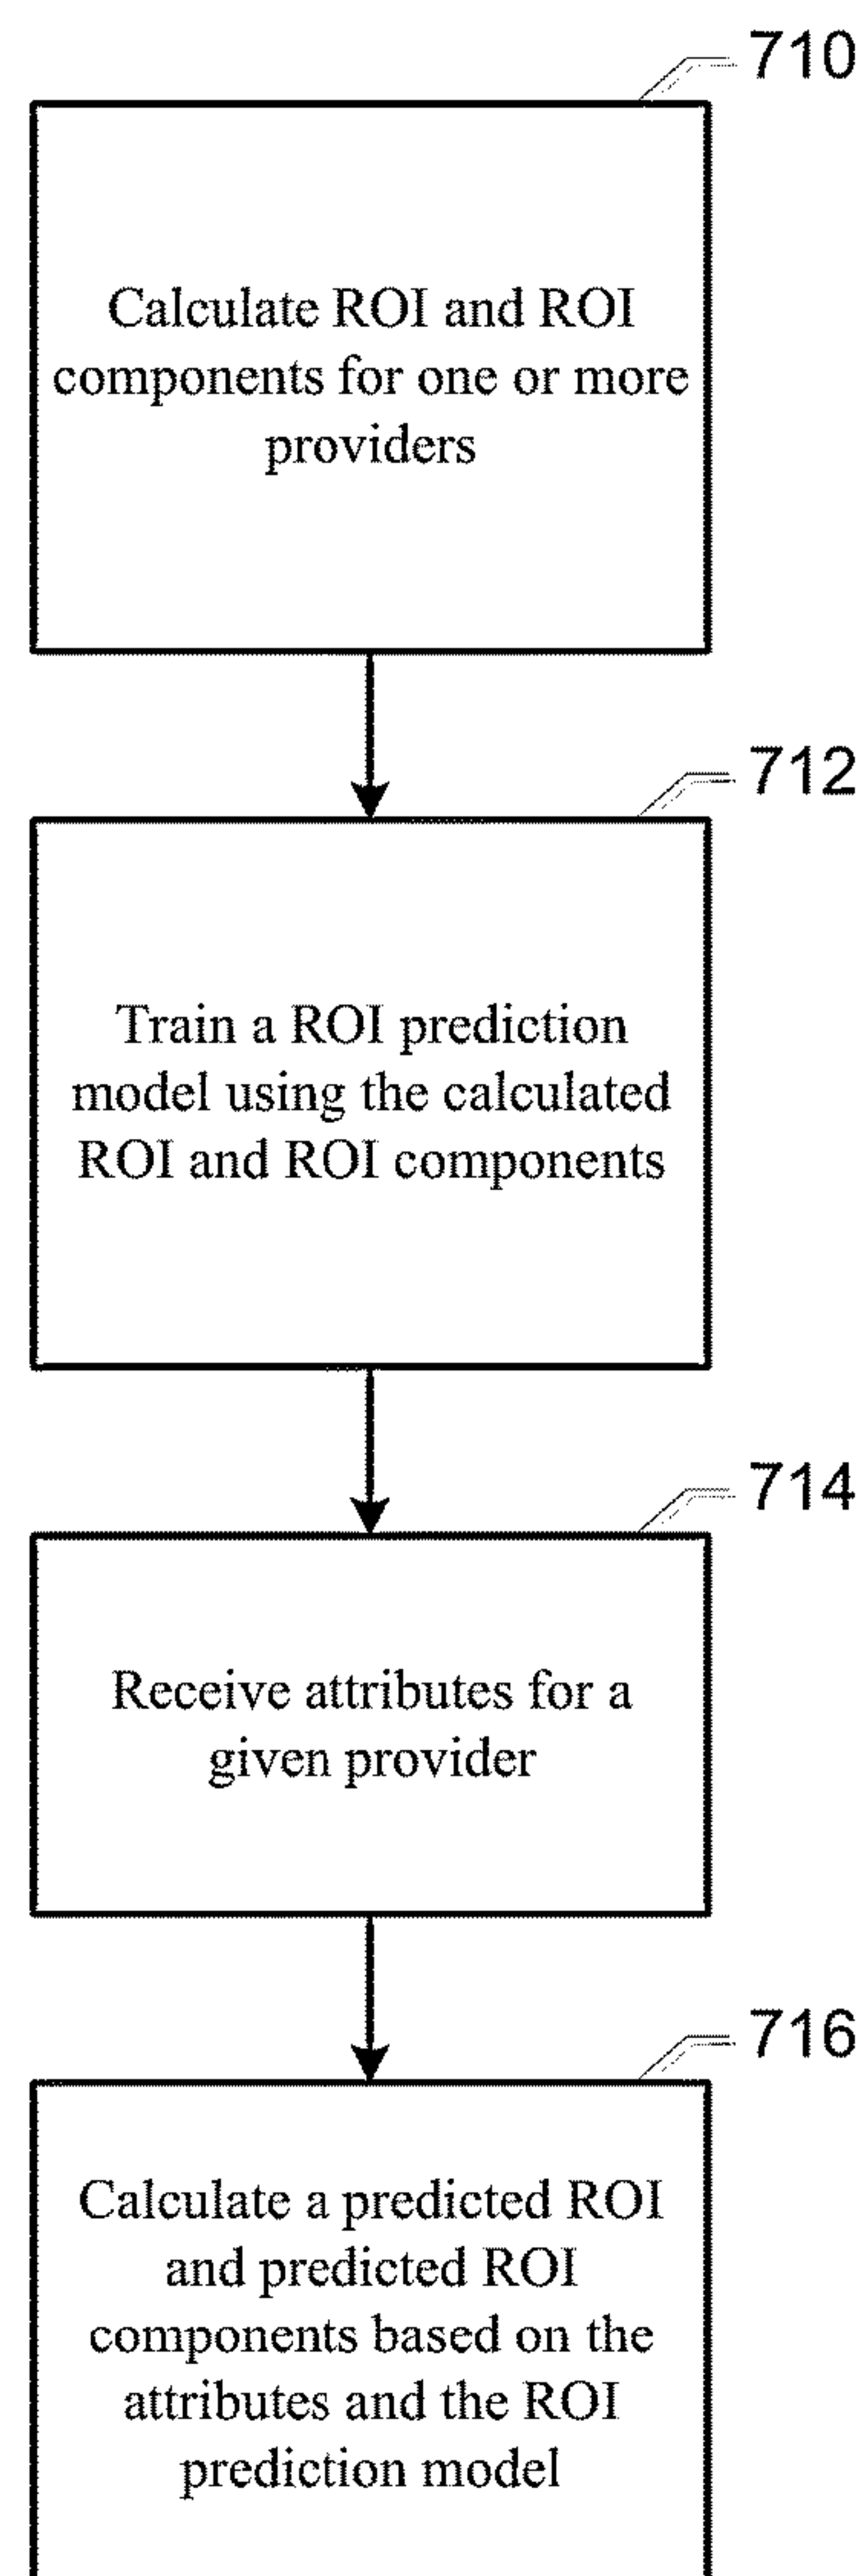 710
Calculate ROI and ROI
components for one or more
providers
712
Train a ROI prediction
model using the calculated
ROI and ROI components
714
Receive attributes for a
given provider
716
Calculate a predicted ROI
and predicted ROI
components based on the
attributes and the ROI
prediction model